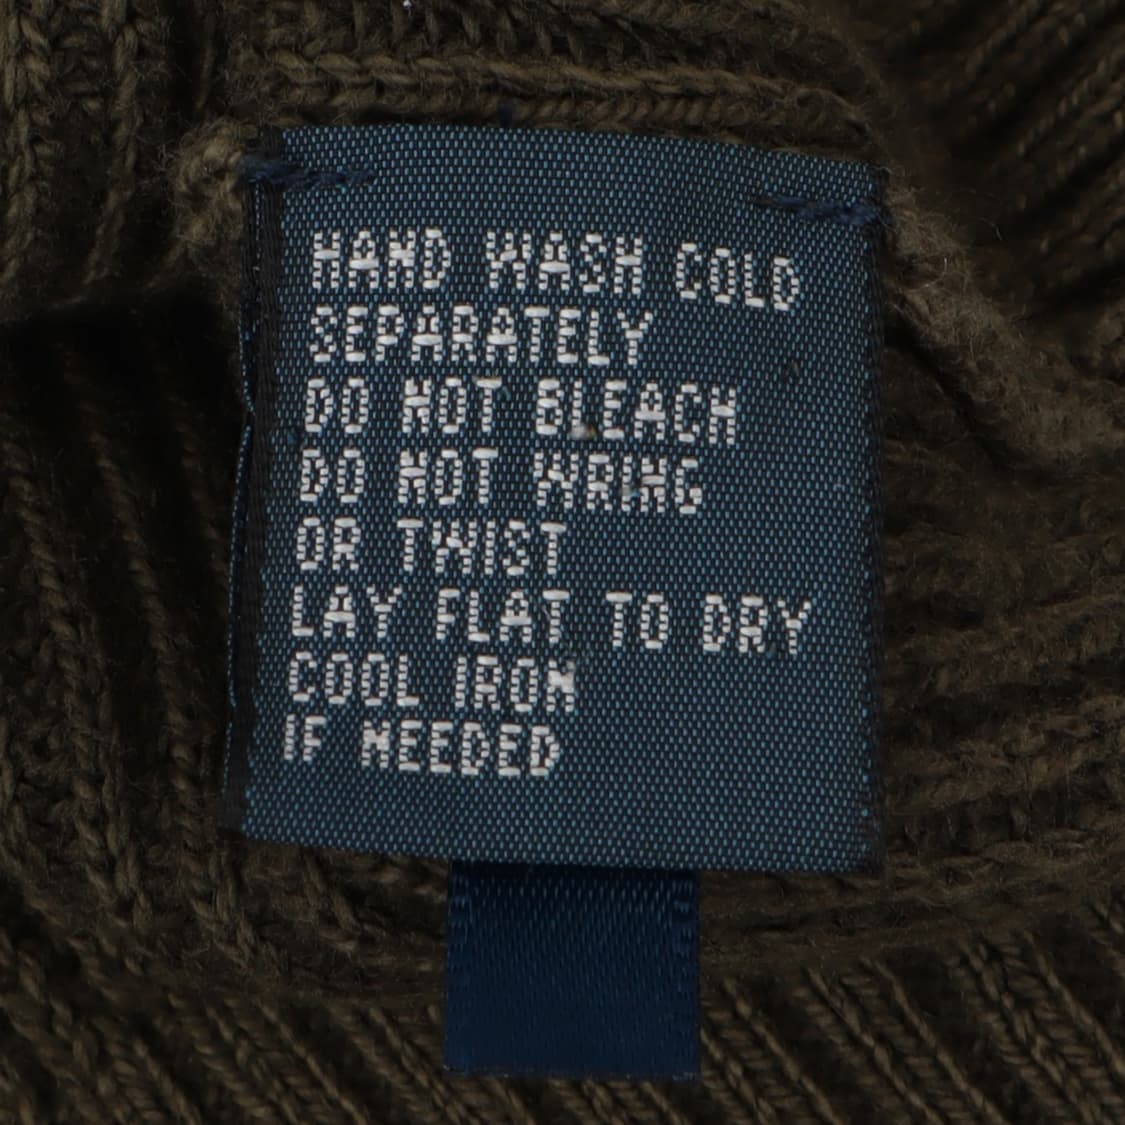 HAND WASH COLD
SEPARATELY
DO NOT BLEACH
DO NOT WRING
OR TWIST
LAY FLAT TO DRY
COOL IRON
IF NEEDED